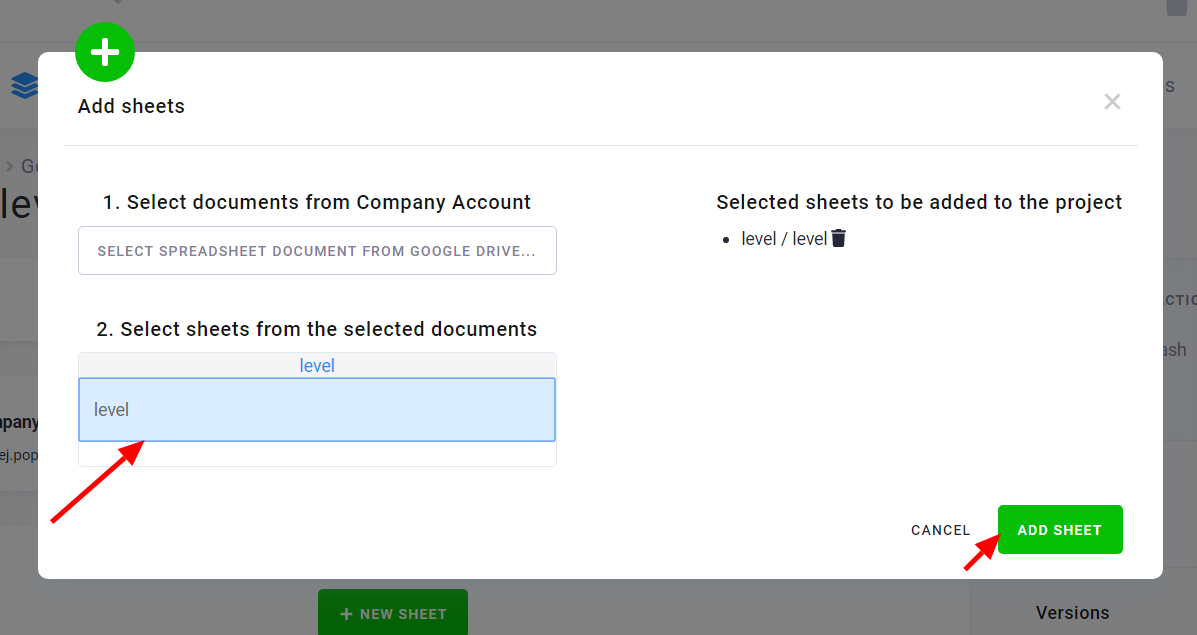 Add sheets
1. Select documents from Company Account
SELECT SPREADSHEET DOCUMENT FROM GOOGLE DRIVE...
2. Select sheets from the selected documents
level
level
Selected sheets to be added to the project
level / level
CANCEL
ADD SHEET
NEW SHEET
Versions